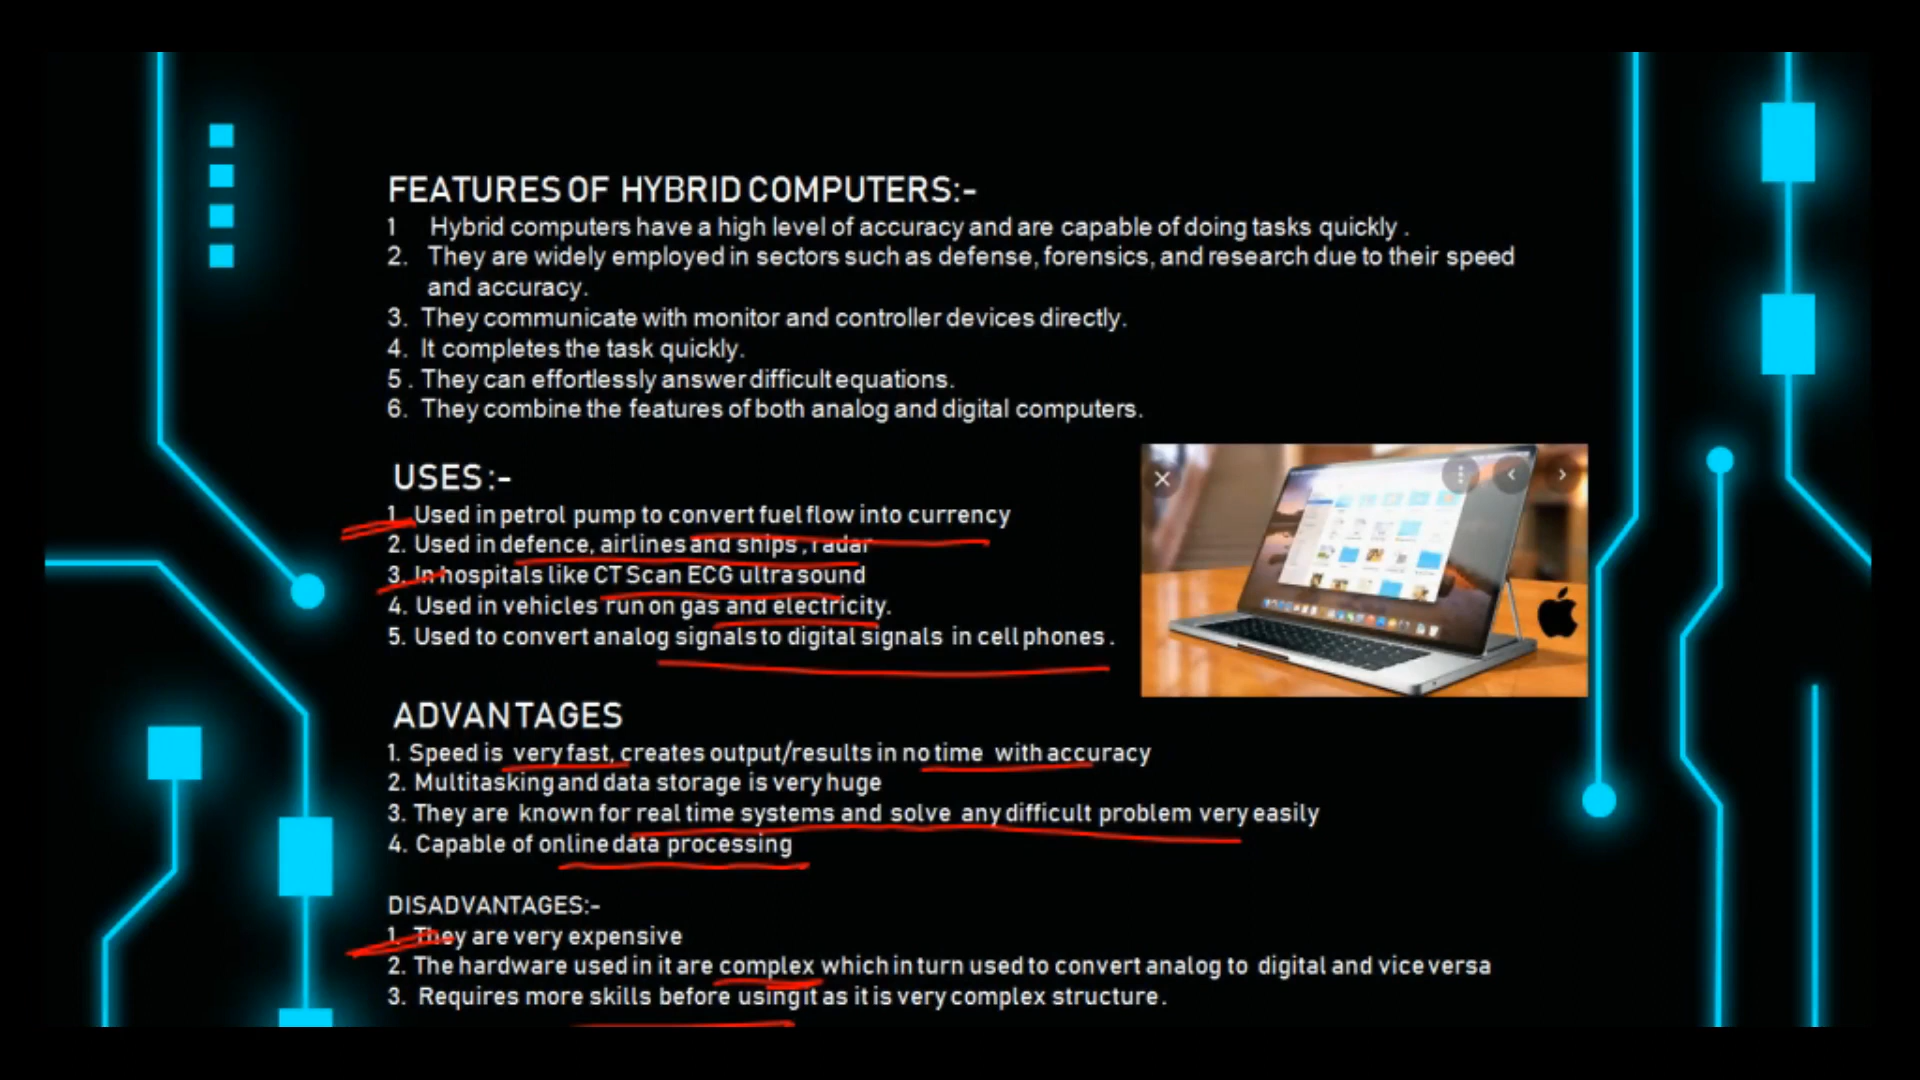 FEATURES OF HYBRID COMPUTERS:-
1 Hybrid computers have a high level of accuracy and are capable of doing tasks quickly .
2. They are widely employed in sectors such as defense, forensics, and research due to their speed
and accuracy.
3. They communicate with monitor and controller devices directly.
4. It completes the task quickly.
5 . They can effortlessly answer difficult equations.
6. They combine the features of both analog and digital computers.
USES :-
1. Used in petrol pump to convert fuel flow into currency
2. Used in defence, airlines and ships , radar
3. In hospitals like CT Scan ECG ultra sound
4. Used in vehicles run on gas and electricity.
5. Used to convert analog signals to digital signals in cell phones .
ADVANTAGES
1. Speed is very fast, creates output/results in no time with accuracy
2. Multitasking and data storage is very huge
3. They are known for real time systems and solve any difficult problem very easily
4. Capable of online data processing
DISADVANTAGES:-
1. They are very expensive
2. The hardware used in it are complex which in turn used to convert analog to digital and vice versa
3. Requires more skills before using it as it is very complex structure.